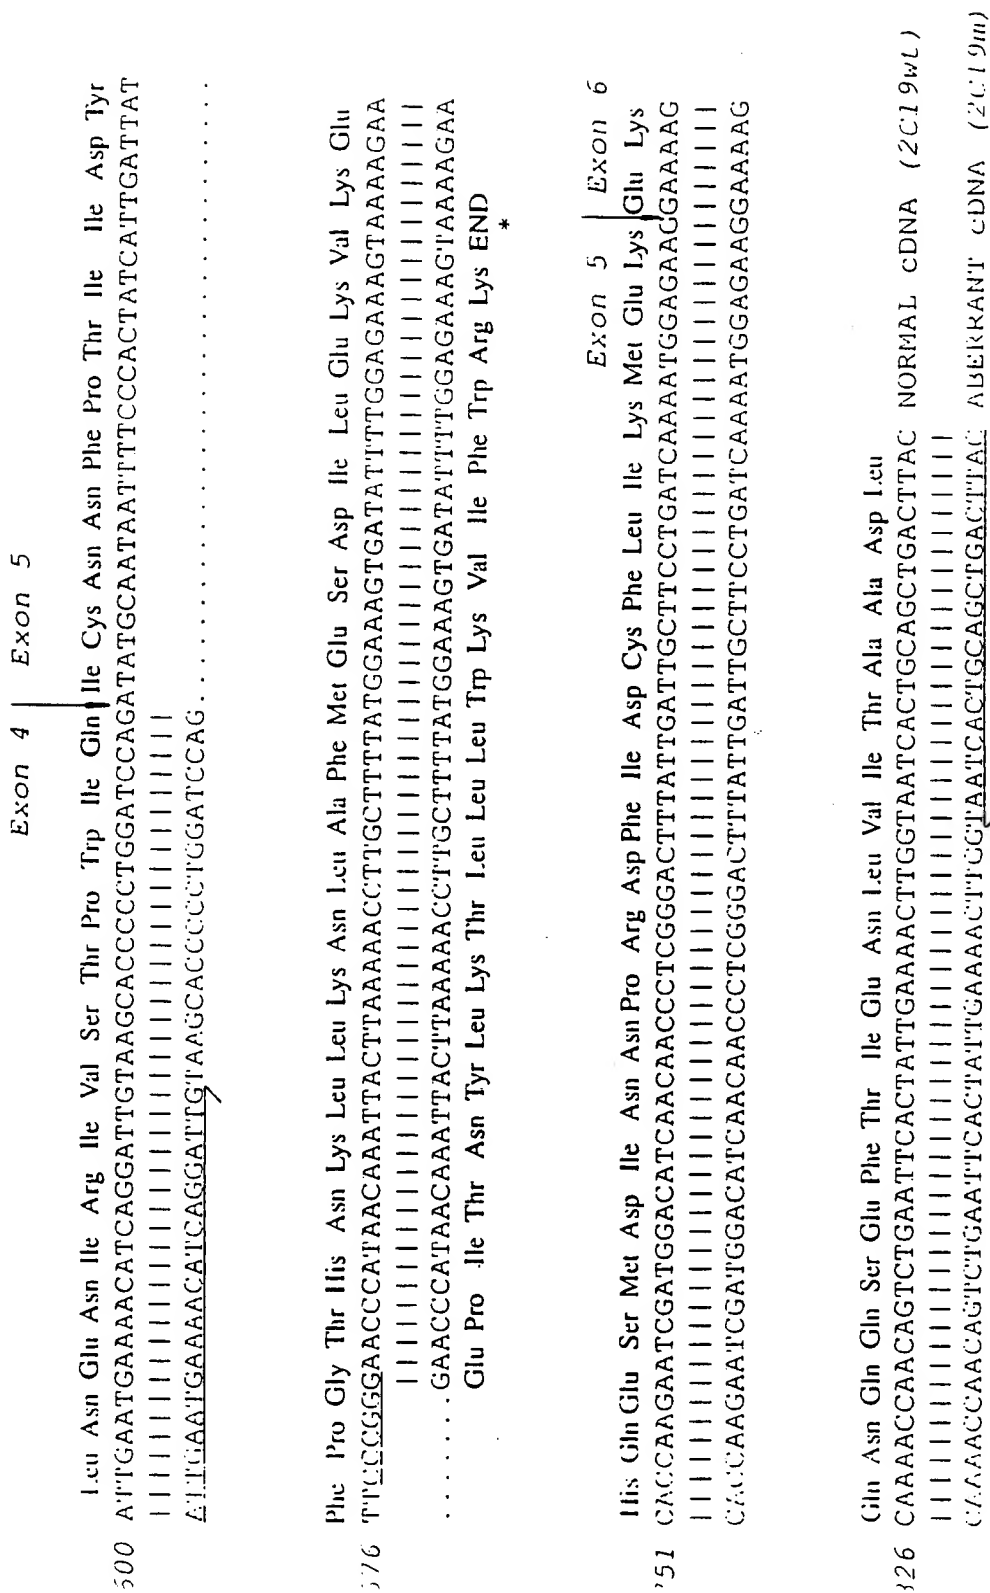 Exon 4 | Exon 5
Leu Asn Glu Asn Ile Arg Ile Val Ser Thr Pro Trp Ile Gln Ile Cys Asn Asn Phe Pro Thr Ile Ile Asp Tyr
600 ATTGAATGAAAACATCAGGATTGTAAGCACCCCCTGGATCCAGATATGCAATAATTTTCCCACTATCATTGATTAT
ATTGAATGAAAACATCAGGATTGTAAGCACCCCCTGGATCCAG..............................
Phe Pro Gly Thr His Asn Lys Leu Leu Lys Asn Leu Ala Phe Met Glu Ser Asp Ile Leu Glu Lys Val Lys Glu
676 TTCCCGGGAACCCATAACAAATTACTTAAAAACCTTGCTTTTATGGAAAGTGATATTTTGGAGAAAGTAAAAGAA
......GAACCCATAACAAATTACTTAAAAACCTTGCTTTTATGGAAAGTGATATTTTGGAGAAAGTAAAAGAA
Glu Pro Ile Thr Asn Tyr Leu Lys Thr Leu Leu Leu Trp Lys Val Ile Phe Trp Arg Lys END
*
Exon 5 | Exon 6
His Gln Glu Ser Met Asp Ile Asn Asn Pro Arg Asp Phe Ile Asp Cys Phe Leu Ile Lys Met Glu Lys Glu Lys
751 CACCAAGAATCGATGGACATCAACAACCCTCGGGACTTTATTGATTGCTTCCTGATCAAAATGGAGAAGGAAAAG
CACCAAGAATCGATGGACATCAACAACCCTCGGGACTTTATTGATTGCTTCCTGATCAAAATGGAGAAGGAAAAG
Gln Asn Gln Gln Ser Glu Phe Thr Ile Glu Asn Leu Val Ile Thr Ala Ala Asp Leu
826 CAAAACCAACAGTCTGAATTCACTATTGAAAACTTGGTAATCACTGCAGCTGACTTAC NORMAL cDNA (2C19wt)
CAAAACCAACAGTCTGAATTCACTATTGAAAACTTGGTAATCACTGCAGCTGACTTAC ABERRANT cDNA (2C19m)